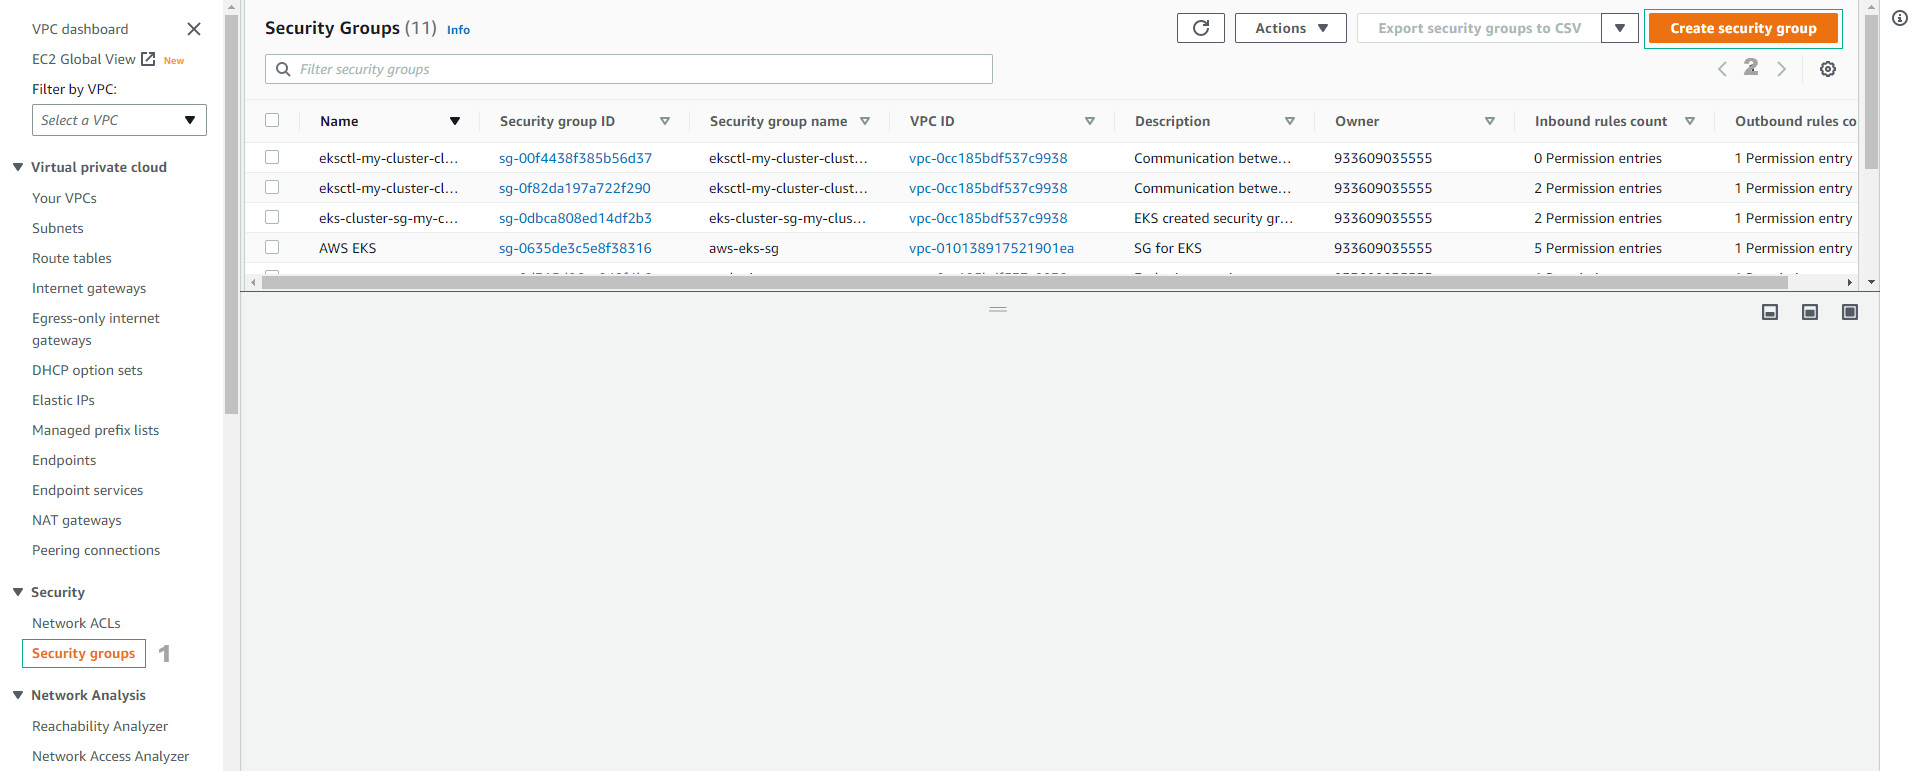 VPC dashboard
EC2 Global View New
Filter by VPC:
Select a VPC
Virtual private cloud
Your VPCs
Subnets
Route tables
Internet gateways
Egress-only internet
gateways
DHCP option sets
Elastic IPs
Managed prefix lists
Endpoints
Endpoint services
NAT gateways
Peering connections
Security
Network ACLs
Security groups 1
Network Analysis
Reachability Analyzer
Network Access Analyzer
Security Groups (11) Info
Actions
Export security groups to CSV
Create security group
Filter security groups
2
Name Security group ID Security group name VPC ID Description Owner Inbound rules count Outbound rules co
eksctl-my-cluster-cl... sg-00f4438f385b56d37 eksctl-my-cluster-clust... vpc-0cc185bdf537c9938 Communication betwe... 933609035555 0 Permission entries 1 Permission entry
eksctl-my-cluster-cl... sg-0f82da197a722f290 eksctl-my-cluster-clust... vpc-0cc185bdf537c9938 Communication betwe... 933609035555 2 Permission entries 1 Permission entry
eks-cluster-sg-my-c... sg-0dbca808ed14df2b3 eks-cluster-sg-my-clus... vpc-0cc185bdf537c9938 EKS created security gr... 933609035555 2 Permission entries 1 Permission entry
AWS EKS sg-0635de3c5e8f38316 aws-eks-sg vpc-010138917521901ea SG for EKS 933609035555 5 Permission entries 1 Permission entry